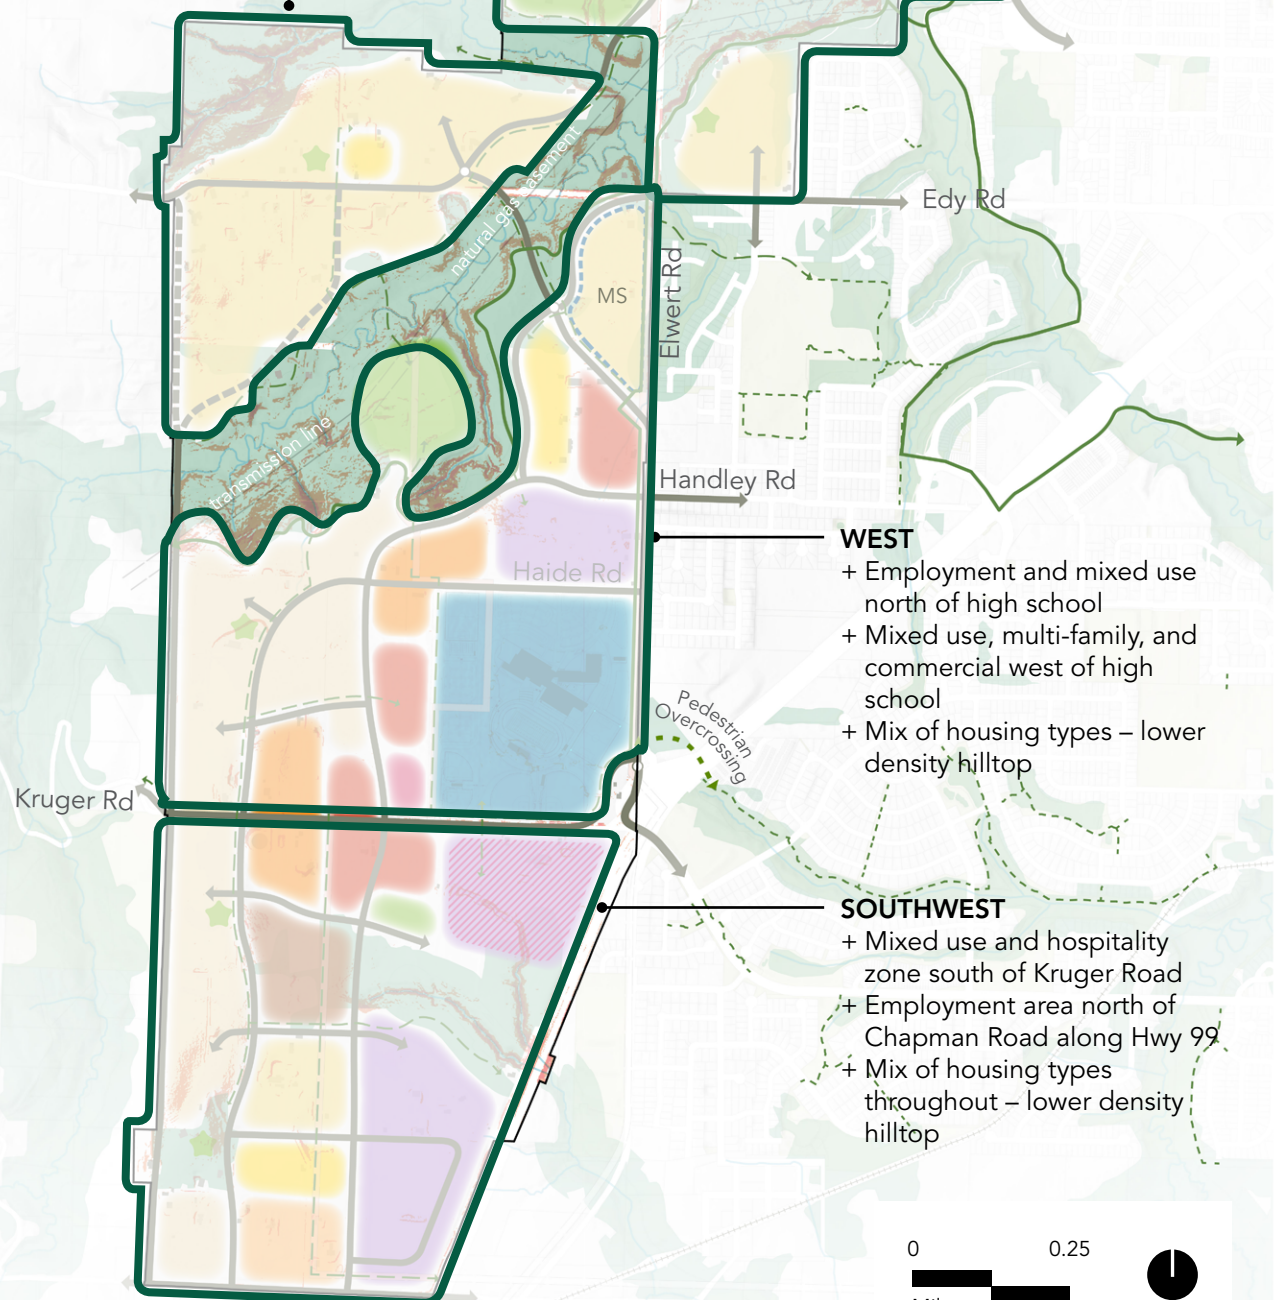 natural gas easement
Edy Rd
Elwert Rd
MS
transmission line
Handley Rd
WEST
+ Employment and mixed use
north of high school
+ Mixed use, multi-family, and
commercial west of high
school
+ Mix of housing types – lower
density hilltop
Haide Rd
Pedestrian
Overcrossing
Kruger Rd
SOUTHWEST
+ Mixed use and hospitality
zone south of Kruger Road
+ Employment area north of
Chapman Road along Hwy 99
+ Mix of housing types
throughout – lower density
hilltop
0 0.25